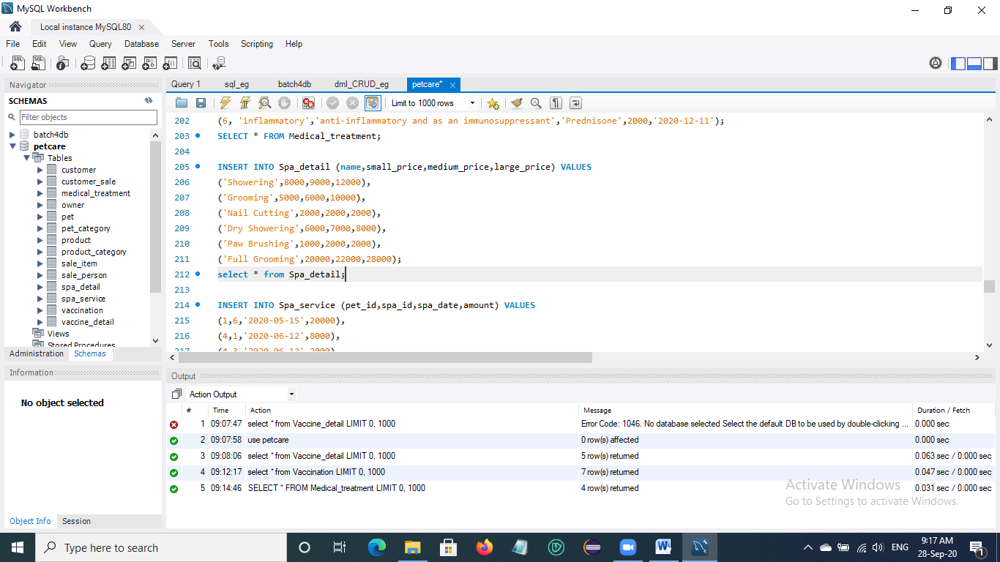 MySQL Workbench
Local instance MySQL80
File Edit View Query Database Server Tools Scripting Help
Navigator
SCHEMAS
Filter objects
batch4db
petcare
Tables
customer
customer_sale
medical_treatment
owner
pet
pet_category
product
product_category
sale_item
sale_person
spa_detail
spa_service
vaccination
vaccine_detail
Views
Stored Procedures
Administration Schemas
Information
No object selected
Object Info Session
Query 1 sql_eg batch4db dml_CRUD_eg petcare*
Limit to 1000 rows
202 (6, 'inflammatory','anti-inflammatory and as an immunosuppressant','Prednisone',2000,'2020-12-11');
203 SELECT * FROM Medical_treatment;
204
205 INSERT INTO Spa_detail (name,small_price,medium_price,large_price) VALUES
206 ('Showering',8000,9000,12000),
207 ('Grooming',5000,6000,10000),
208 ('Nail Cutting',2000,2000,2000),
209 ('Dry Showering',6000,7000,8000),
210 ('Paw Brushing',1000,2000,2000),
211 ('Full Grooming',20000,22000,28000);
212 select * from Spa_detail;
213
214 INSERT INTO Spa_service (pet_id,spa_id,spa_date,amount) VALUES
215 (1,6,'2020-05-15',20000),
216 (4,1,'2020-06-12',8000),
217 (4,3,'2020-06-12',2000)
Output
Action Output
# Time Action Message Duration / Fetch
1 09:07:47 select * from Vaccine_detail LIMIT 0, 1000 Error Code: 1046. No database selected Select the default DB to be used by double-clicking ... 0.000 sec
2 09:07:58 use petcare 0 row(s) affected 0.000 sec
3 09:08:06 select * from Vaccine_detail LIMIT 0, 1000 5 row(s) returned 0.063 sec / 0.000 sec
4 09:12:17 select * from Vaccination LIMIT 0, 1000 7 row(s) returned 0.047 sec / 0.000 sec
5 09:14:46 SELECT * FROM Medical_treatment LIMIT 0, 1000 4 row(s) returned 0.031 sec / 0.000 sec
Activate Windows
Go to Settings to activate Windows.
Type here to search
ENG
9:17 AM
28-Sep-20
1